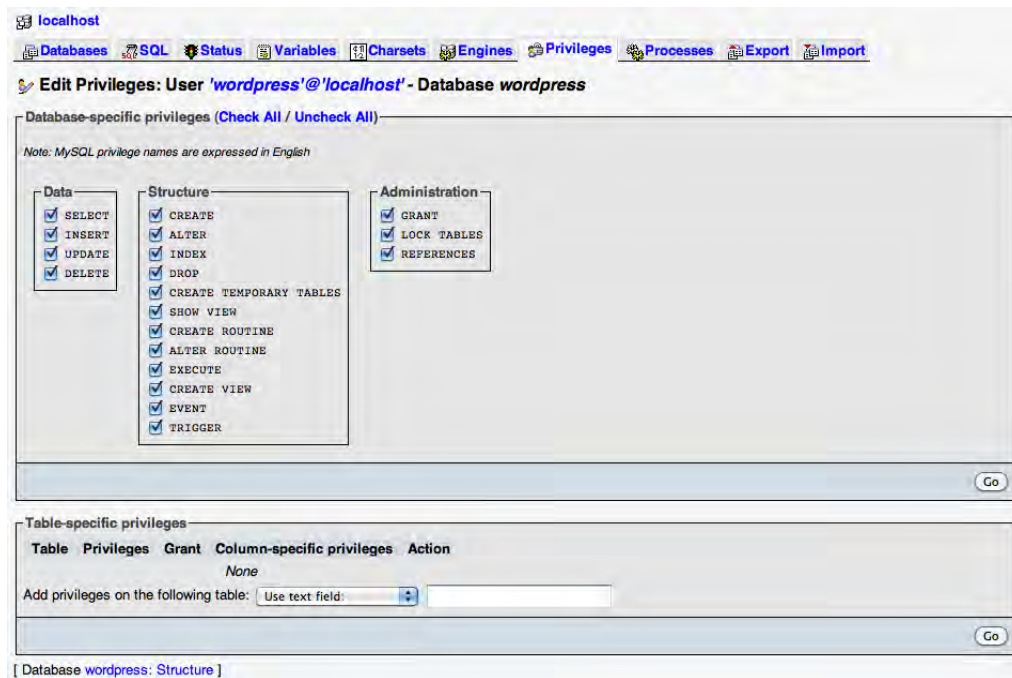 localhost
Databases SQL Status Variables Charsets Engines Privileges Processes Export Import
Edit Privileges: User 'wordpress'@'localhost' - Database wordpress
Database-specific privileges (Check All / Uncheck All)
Note: MySQL privilege names are expressed in English
Data
SELECT
INSERT
UPDATE
DELETE
Structure
CREATE
ALTER
INDEX
DROP
CREATE TEMPORARY TABLES
SHOW VIEW
CREATE ROUTINE
ALTER ROUTINE
EXECUTE
CREATE VIEW
EVENT
TRIGGER
Administration
GRANT
LOCK TABLES
REFERENCES
Go
Table-specific privileges
Table Privileges Grant Column-specific privileges Action
None
Add privileges on the following table: Use text field:
Go
[ Database wordpress: Structure ]